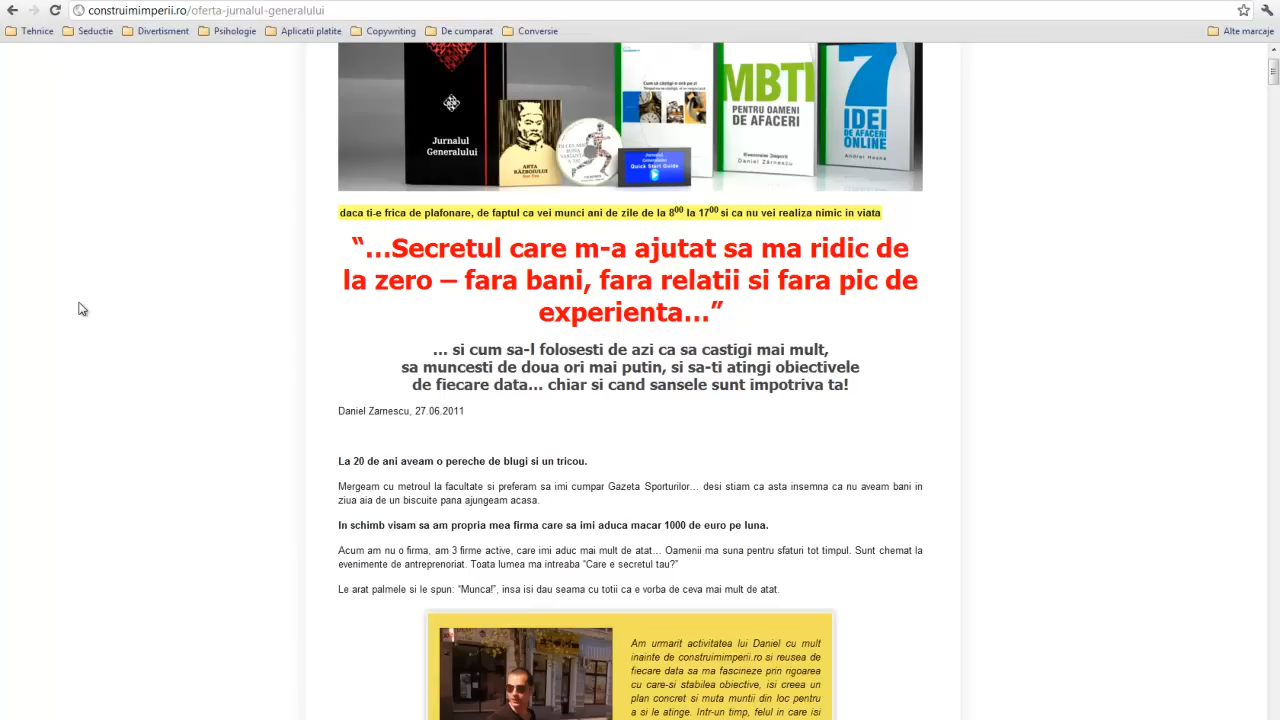 construimimperii.ro/oferta-jurnalul-generalului
Tehnice
Seductie
Divertisment
Psihologie
Aplicatii platite
Copywriting
De cumparat
Conversie
Alte marcaje
Jurnalul
Generalului
ARTA
RĂZBOIULUI
Jurnalul
Generalului
Quick Start Guide
MBTI
PENTRU OAMENI
DE AFACERI
Daniel Zărnescu
7
IDEI
DE AFACERI
ONLINE
daca ti-e frica de plafonare, de faptul ca vei munci ani de zile de la 8⁰⁰ la 17⁰⁰ si ca nu vei realiza nimic in viata
“...Secretul care m-a ajutat sa ma ridic de
la zero – fara bani, fara relatii si fara pic de
experienta...”
... si cum sa-l folosesti de azi ca sa castigi mai mult,
sa muncesti de doua ori mai putin, si sa-ti atingi obiectivele
de fiecare data... chiar si cand sansele sunt impotriva ta!
Daniel Zarnescu, 27.06.2011
La 20 de ani aveam o pereche de blugi si un tricou.
Mergeam cu metroul la facultate si preferam sa imi cumpar Gazeta Sporturilor... desi stiam ca asta insemna ca nu aveam bani in
ziua aia de un biscuite pana ajungeam acasa.
In schimb visam sa am propria mea firma care sa imi aduca macar 1000 de euro pe luna.
Acum am nu o firma, am 3 firme active, care imi aduc mai mult de atat... Oamenii ma suna pentru sfaturi tot timpul. Sunt chemat la
evenimente de antreprenoriat. Toata lumea ma intreaba “Care e secretul tau?”
Le arat palmele si le spun: “Munca!”, insa isi dau seama cu totii ca e vorba de ceva mai mult de atat.
Am urmarit activitatea lui Daniel cu mult
inainte de construimimperii.ro si reusea de
fiecare data sa ma fascineze prin rigoarea
cu care-si stabilea obiective, isi creea un
plan concret si muta muntii din loc pentru
a si le atinge. Intr-un timp, felul in care isi